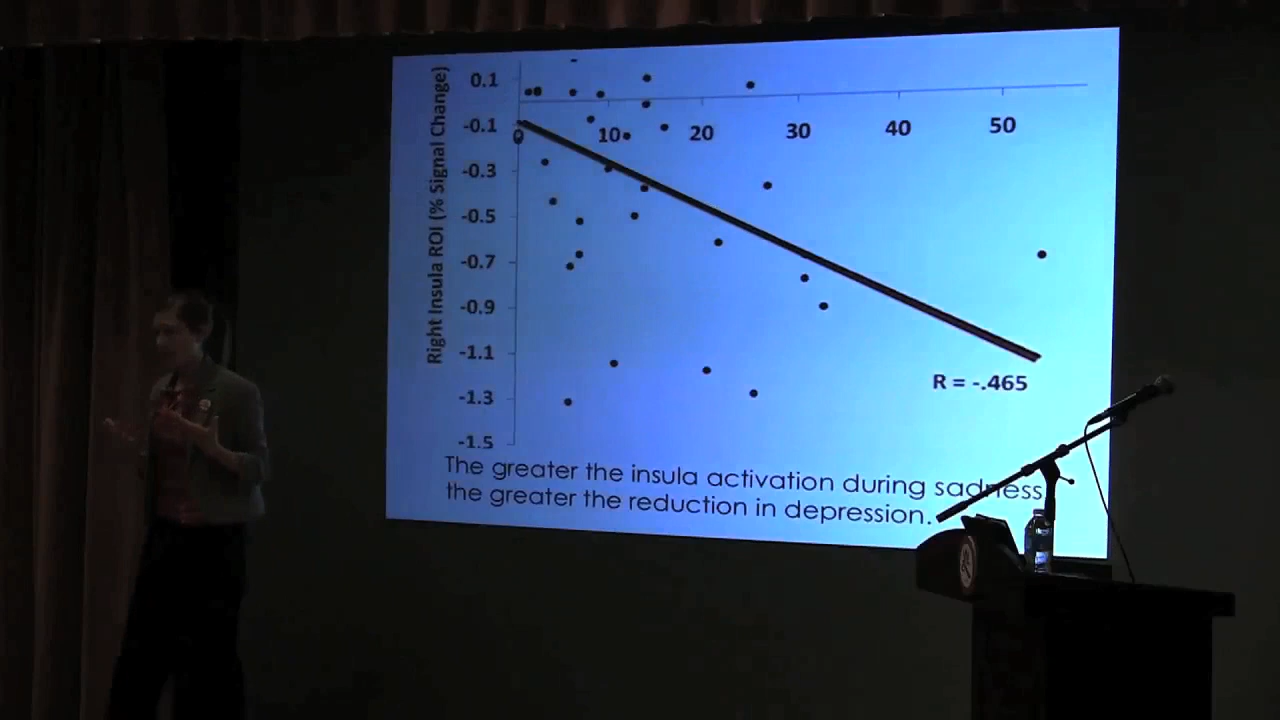 Right Insula ROI (% Signal Change)
0.1
-0.1
-0.3
-0.5
-0.7
-0.9
-1.1
-1.3
-1.5
0 10 20 30 40 50
R = -.465
The greater the insula activation during sadness
the greater the reduction in depression.